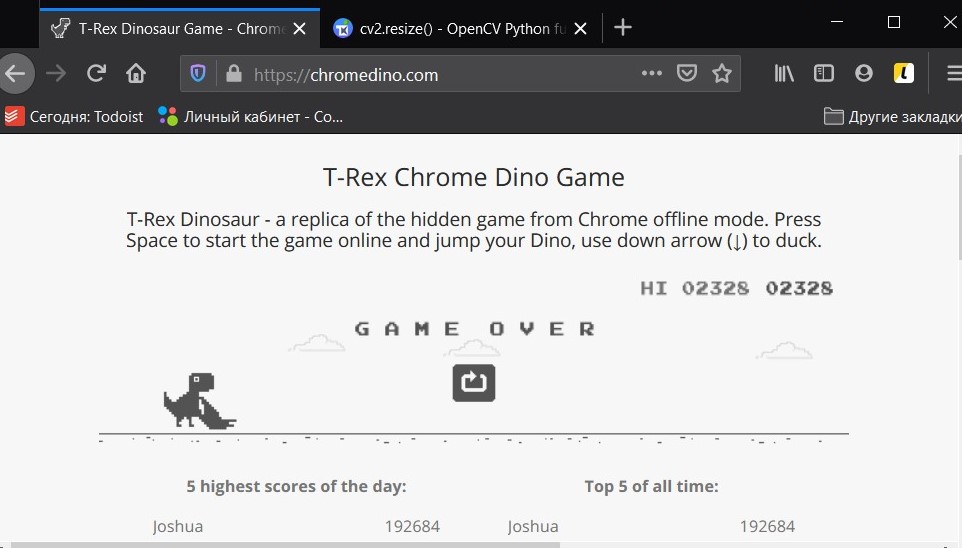 T-Rex Dinosaur Game - Chrome
cv2.resize() - OpenCV Python fu
https://chromedino.com
Сегодня: Todoist
Личный кабинет - Co...
Другие закладки
T-Rex Chrome Dino Game
T-Rex Dinosaur - a replica of the hidden game from Chrome offline mode. Press
Space to start the game online and jump your Dino, use down arrow (↓) to duck.
HI 02328 02328
GAME OVER
5 highest scores of the day:
Top 5 of all time:
Joshua 192684
Joshua 192684